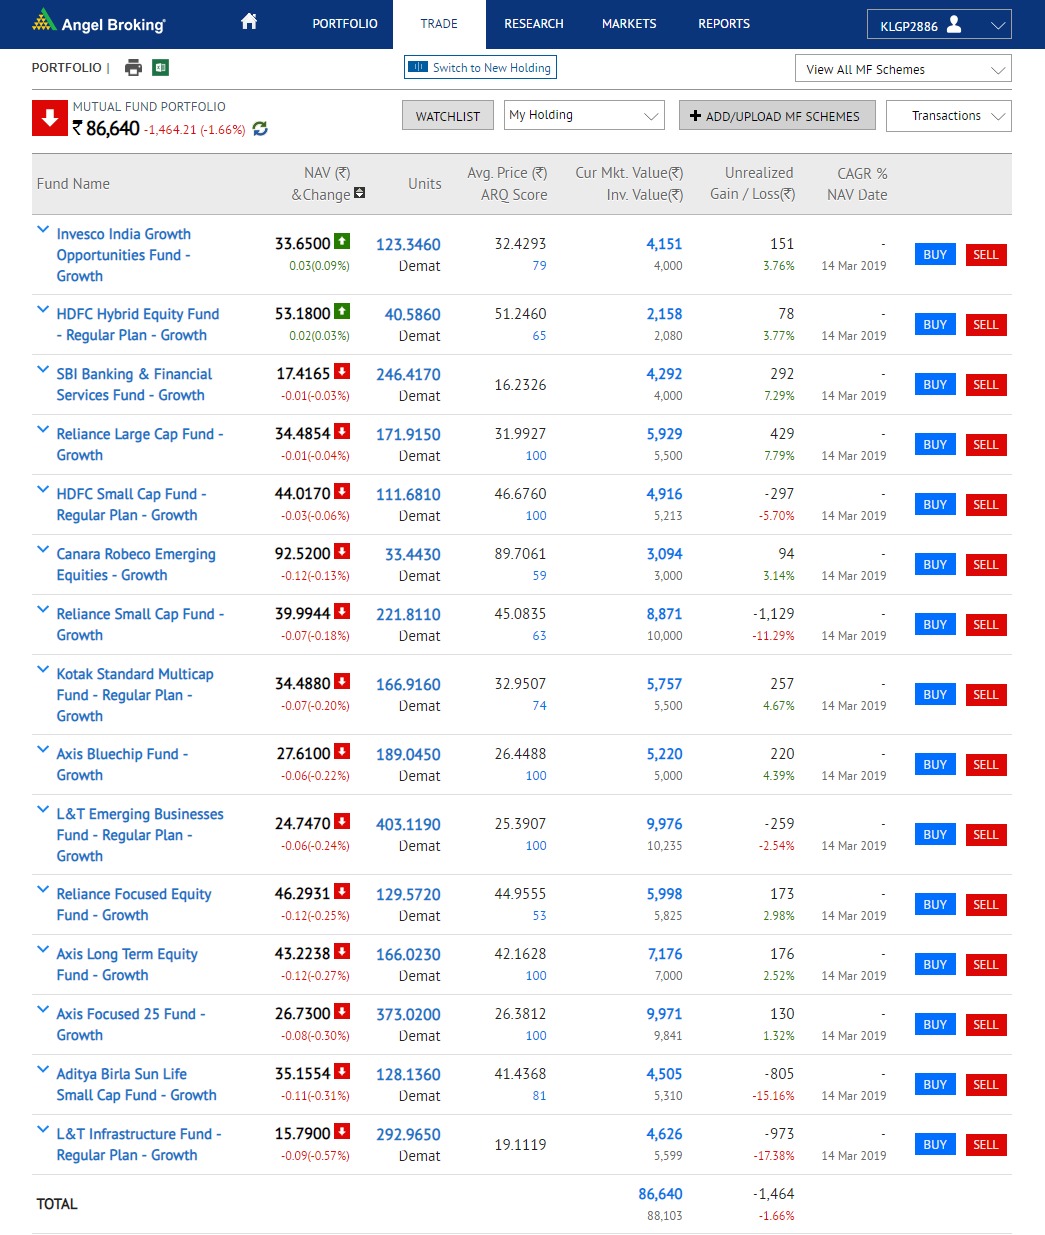 Angel Broking
PORTFOLIO TRADE RESEARCH MARKETS REPORTS KLGP2886
PORTFOLIO | Switch to New Holding View All MF Schemes
MUTUAL FUND PORTFOLIO
₹ 86,640 -1,464.21 (-1.66%) WATCHLIST My Holding + ADD/UPLOAD MF SCHEMES Transactions
Fund Name NAV (₹) &Change Units Avg. Price (₹) ARQ Score Cur Mkt. Value(₹) Inv. Value(₹) Unrealized Gain / Loss(₹) CAGR % NAV Date
Invesco India Growth 33.6500 123.3460 32.4293 4,151 151 -
Opportunities Fund - 0.03(0.09%) Demat 79 4,000 3.76% 14 Mar 2019 BUY SELL
Growth
HDFC Hybrid Equity Fund 53.1800 40.5860 51.2460 2,158 78 -
- Regular Plan - Growth 0.02(0.03%) Demat 65 2,080 3.77% 14 Mar 2019 BUY SELL
SBI Banking & Financial 17.4165 246.4170 16.2326 4,292 292 -
Services Fund - Growth -0.01(-0.03%) Demat 4,000 7.29% 14 Mar 2019 BUY SELL
Reliance Large Cap Fund - 34.4854 171.9150 31.9927 5,929 429 -
Growth -0.01(-0.04%) Demat 100 5,500 7.79% 14 Mar 2019 BUY SELL
HDFC Small Cap Fund - 44.0170 111.6810 46.6760 4,916 -297 -
Regular Plan - Growth -0.03(-0.06%) Demat 100 5,213 -5.70% 14 Mar 2019 BUY SELL
Canara Robeco Emerging 92.5200 33.4430 89.7061 3,094 94 -
Equities - Growth -0.12(-0.13%) Demat 59 3,000 3.14% 14 Mar 2019 BUY SELL
Reliance Small Cap Fund - 39.9944 221.8110 45.0835 8,871 -1,129 -
Growth -0.07(-0.18%) Demat 63 10,000 -11.29% 14 Mar 2019 BUY SELL
Kotak Standard Multicap 34.4880 166.9160 32.9507 5,757 257 -
Fund - Regular Plan - -0.07(-0.20%) Demat 74 5,500 4.67% 14 Mar 2019 BUY SELL
Growth
Axis Bluechip Fund - 27.6100 189.0450 26.4488 5,220 220 -
Growth -0.06(-0.22%) Demat 100 5,000 4.39% 14 Mar 2019 BUY SELL
L&T Emerging Businesses 24.7470 403.1190 25.3907 9,976 -259 -
Fund - Regular Plan - -0.06(-0.24%) Demat 100 10,235 -2.54% 14 Mar 2019 BUY SELL
Growth
Reliance Focused Equity 46.2931 129.5720 44.9555 5,998 173 -
Fund - Growth -0.12(-0.25%) Demat 53 5,825 2.98% 14 Mar 2019 BUY SELL
Axis Long Term Equity 43.2238 166.0230 42.1628 7,176 176 -
Fund - Growth -0.12(-0.27%) Demat 100 7,000 2.52% 14 Mar 2019 BUY SELL
Axis Focused 25 Fund - 26.7300 373.0200 26.3812 9,971 130 -
Growth -0.08(-0.30%) Demat 100 9,841 1.32% 14 Mar 2019 BUY SELL
Aditya Birla Sun Life 35.1554 128.1360 41.4368 4,505 -805 -
Small Cap Fund - Growth -0.11(-0.31%) Demat 81 5,310 -15.16% 14 Mar 2019 BUY SELL
L&T Infrastructure Fund - 15.7900 292.9650 19.1119 4,626 -973 -
Regular Plan - Growth -0.09(-0.57%) Demat 5,599 -17.38% 14 Mar 2019 BUY SELL
TOTAL 86,640 -1,464
88,103 -1.66%